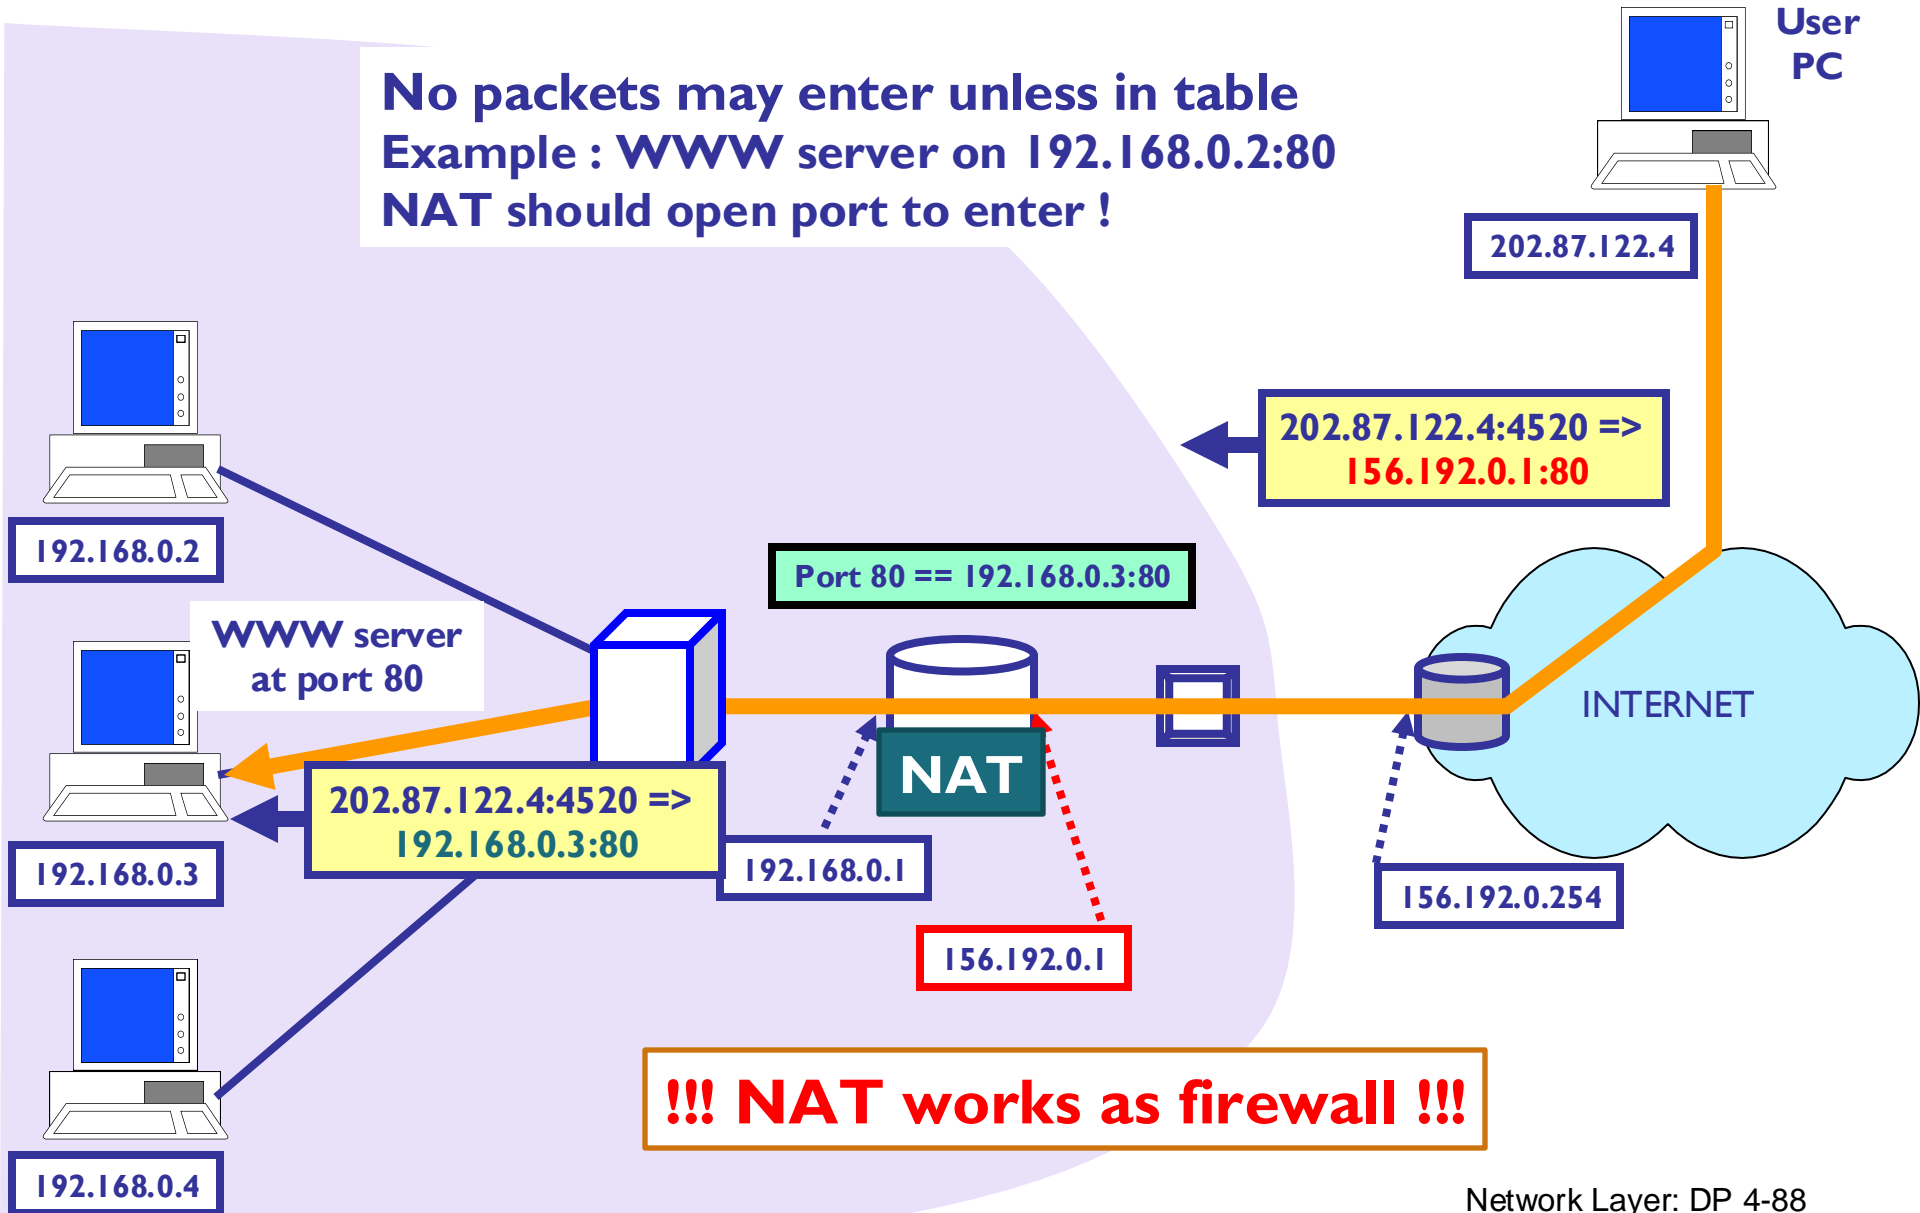 User
PC
No packets may enter unless in table
Example : WWW server on 192.168.0.2:80
NAT should open port to enter !
202.87.122.4
202.87.122.4:4520 =>
156.192.0.1:80
192.168.0.2
Port 80 == 192.168.0.3:80
WWW server
at port 80
INTERNET
NAT
202.87.122.4:4520 =>
192.168.0.3:80
192.168.0.3
192.168.0.1
156.192.0.254
156.192.0.1
!!! NAT works as firewall !!!
192.168.0.4
Network Layer: DP 4-88